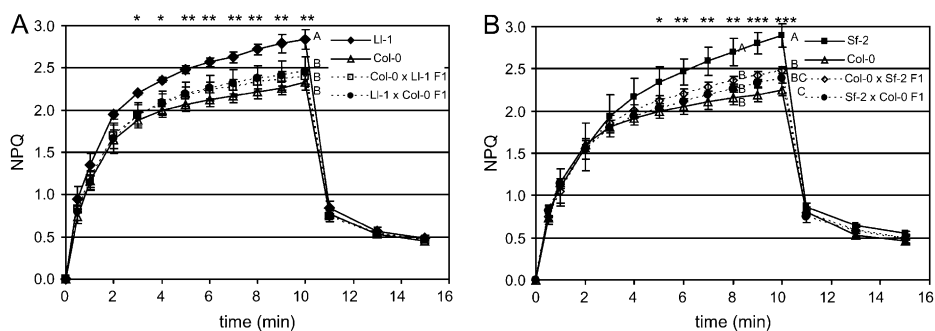 A
* * ** ** ** ** ** **
3.0
2.5
2.0
1.5
1.0
0.5
0.0
NPQ
0 2 4 6 8 10 12 14 16
time (min)
A
B
B
B
Ll-1
Col-0
Col-0 x Ll-1 F1
Ll-1 x Col-0 F1
B
* ** ** ** *** ***
3.0
2.5
2.0
1.5
1.0
0.5
0.0
NPQ
0 2 4 6 8 10 12 14 16
time (min)
A
B
B
B
A
B
BC
C
Sf-2
Col-0
Col-0 x Sf-2 F1
Sf-2 x Col-0 F1